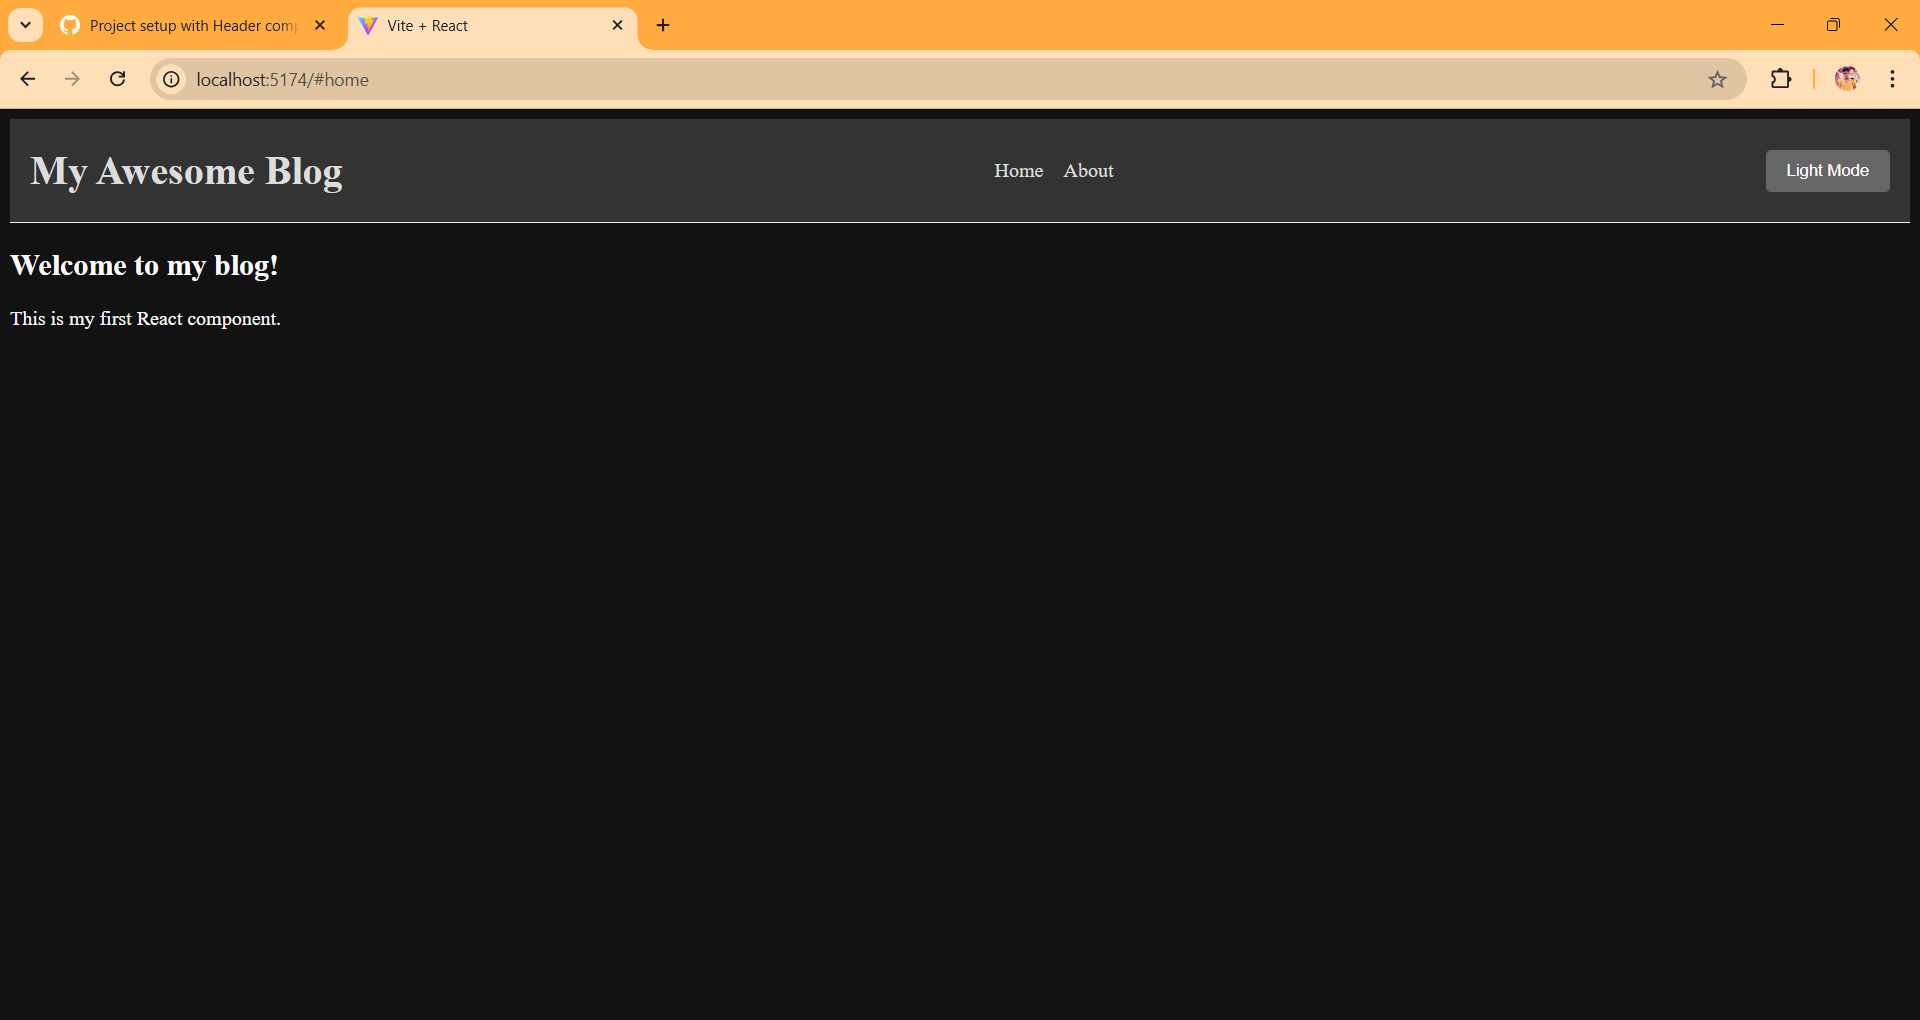 Project setup with Header com
Vite + React
localhost:5174/#home
My Awesome Blog
Home About
Light Mode
Welcome to my blog!
This is my first React component.